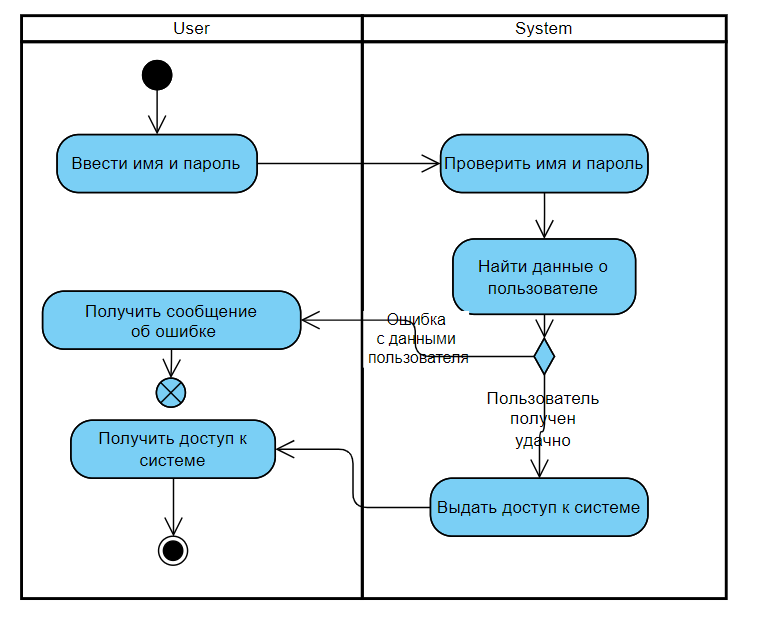 User
System
Ввести имя и пароль
Проверить имя и пароль
Найти данные о
пользователе
Получить сообщение
об ошибке
Ошибка
с данными
пользователя
Пользователь
получен
удачно
Получить доступ к
системе
Выдать доступ к системе